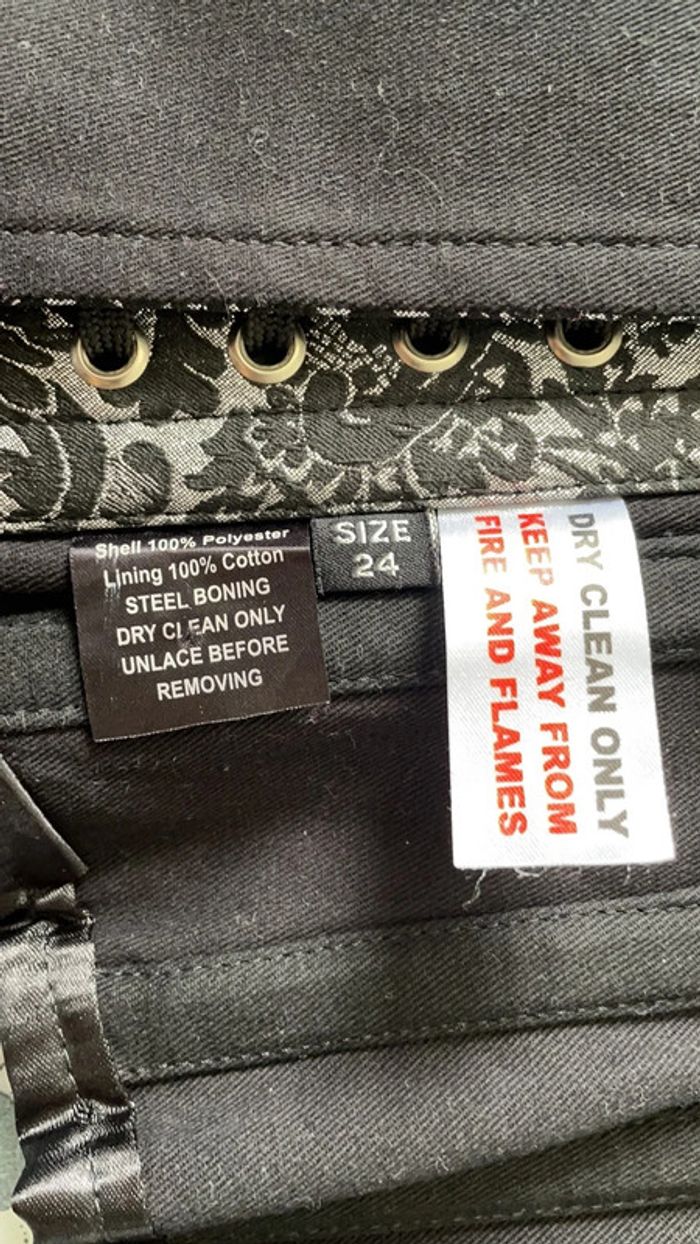 Shell 100% Polyester
Lining 100% Cotton
STEEL BONING
DRY CLEAN ONLY
UNLACE BEFORE
REMOVING
SIZE
24
DRY CLEAN ONLY
KEEP AWAY FROM
FIRE AND FLAMES